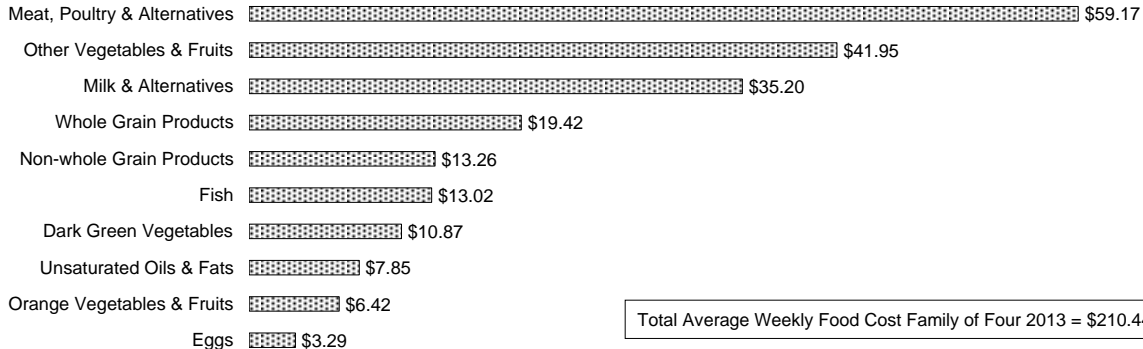 Meat, Poultry & Alternatives $59.17
Other Vegetables & Fruits $41.95
Milk & Alternatives $35.20
Whole Grain Products $19.42
Non-whole Grain Products $13.26
Fish $13.02
Dark Green Vegetables $10.87
Unsaturated Oils & Fats $7.85
Orange Vegetables & Fruits $6.42
Eggs $3.29
Total Average Weekly Food Cost Family of Four 2013 = $210.44